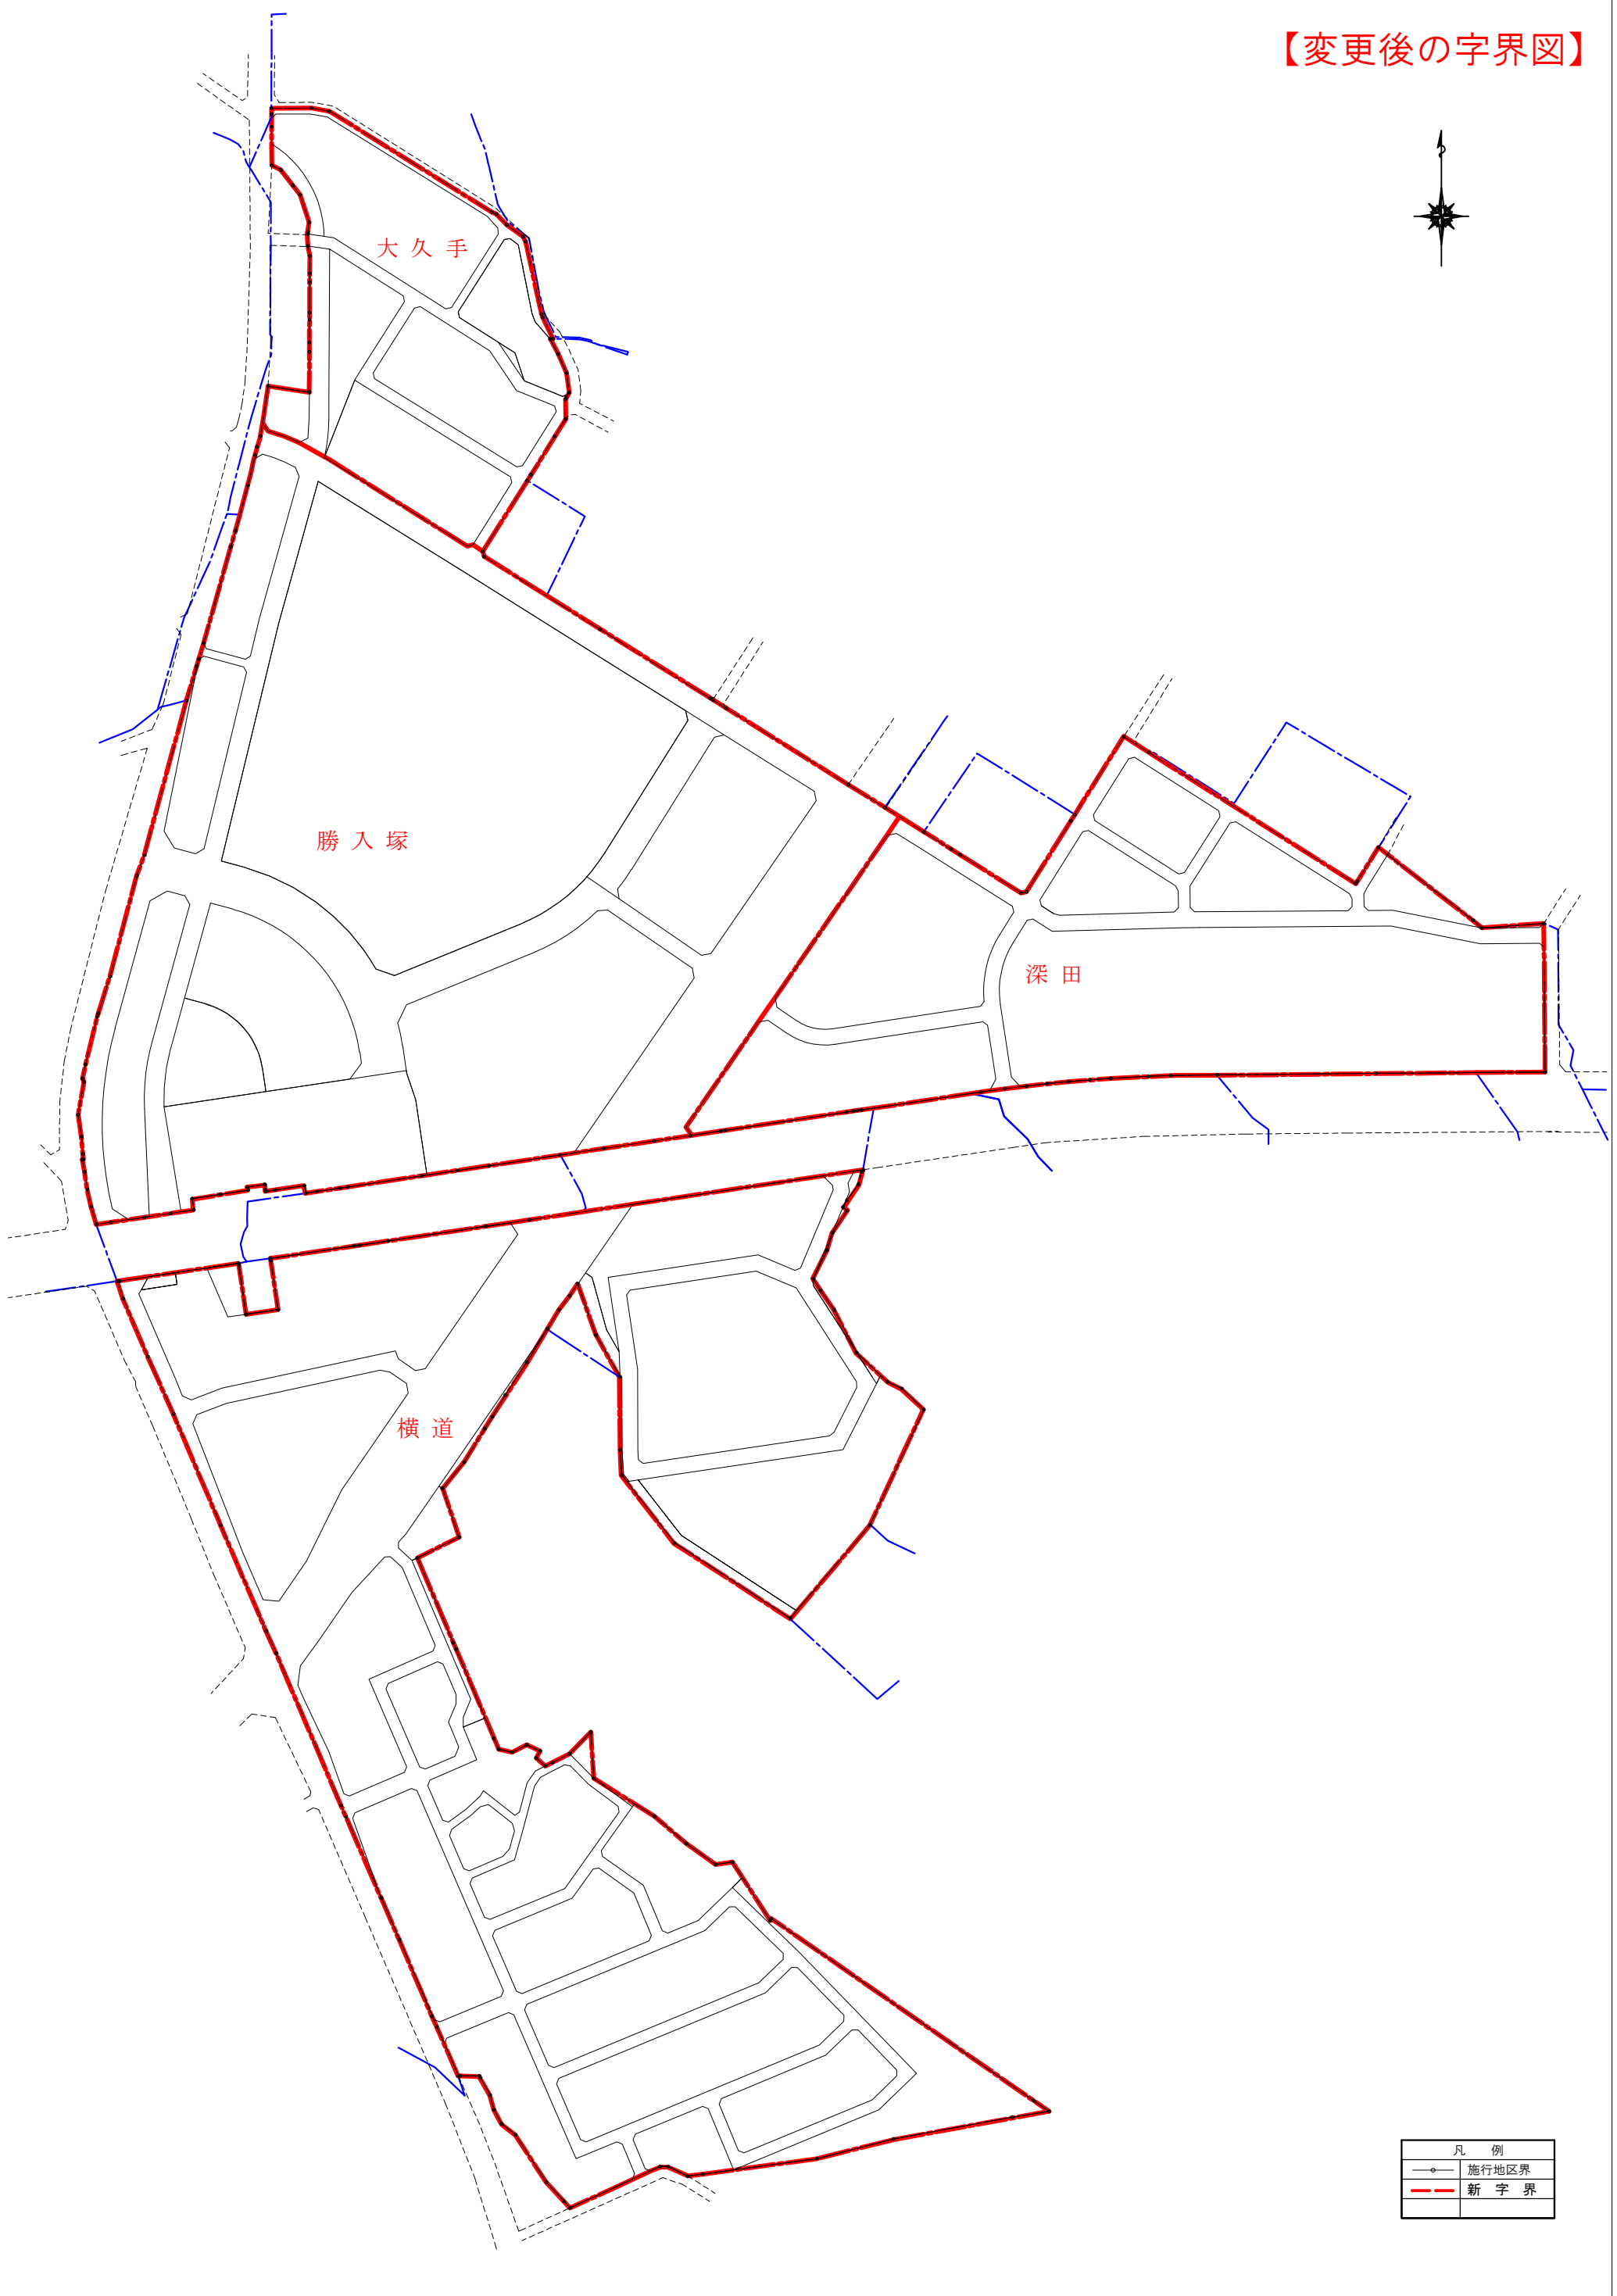 【変更後の字界図】
大久手
勝入塚
深田
横道
凡 例
施行地区界
新 字 界